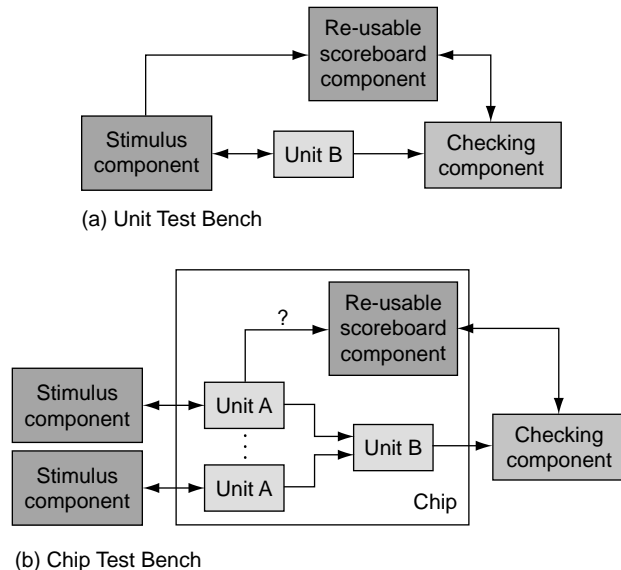 Re-usable
scoreboard
component
Stimulus
component
Unit B
Checking
component
(a) Unit Test Bench
?
Re-usable
scoreboard
component
Stimulus
component
Unit A
Unit B
Checking
component
Stimulus
component
Unit A
Chip
(b) Chip Test Bench